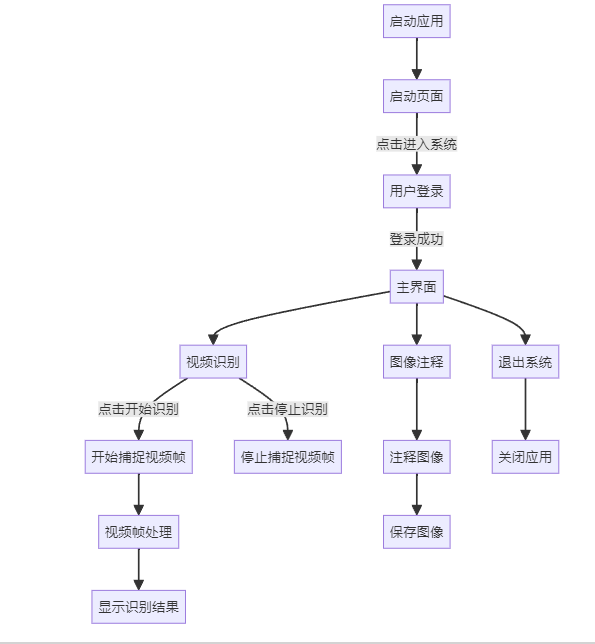 启动应用
启动页面
点击进入系统
用户登录
登录成功
主界面
视频识别
图像注释
退出系统
点击开始识别
点击停止识别
开始捕捉视频帧
停止捕捉视频帧
注释图像
关闭应用
视频帧处理
保存图像
显示识别结果